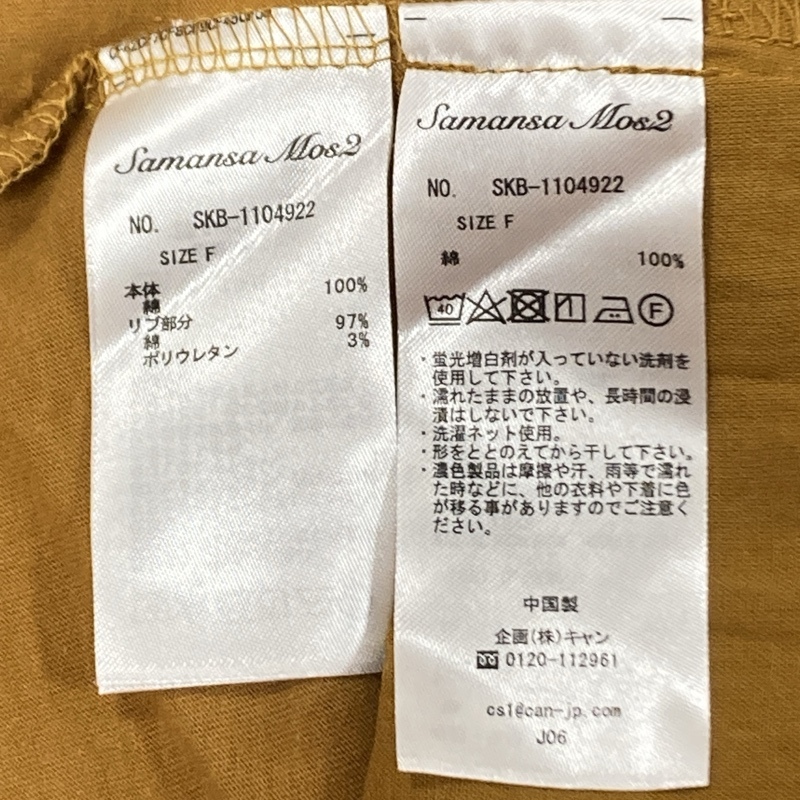 Samansa Mos2
NO. SKB-1104922
SIZE F
本体 100%
綿
リブ部分 97%
綿 3%
ポリウレタン
Samansa Mos2
NO. SKB-1104922
SIZE F
綿 100%
40 F
・蛍光増白剤が入っていない洗剤を
使用して下さい。
・濡れたままの放置や、長時間の浸
漬はしないで下さい。
・洗濯ネット使用。
・形をととのえてから干して下さい。
・濃色製品は摩擦や汗、雨等で濡れ
た時などに、他の衣料や下着に色
が移る事がありますのでご注意く
ださい。
中国製
企画(株)キャン
0120-112961
cs1@can-jp.com
J06